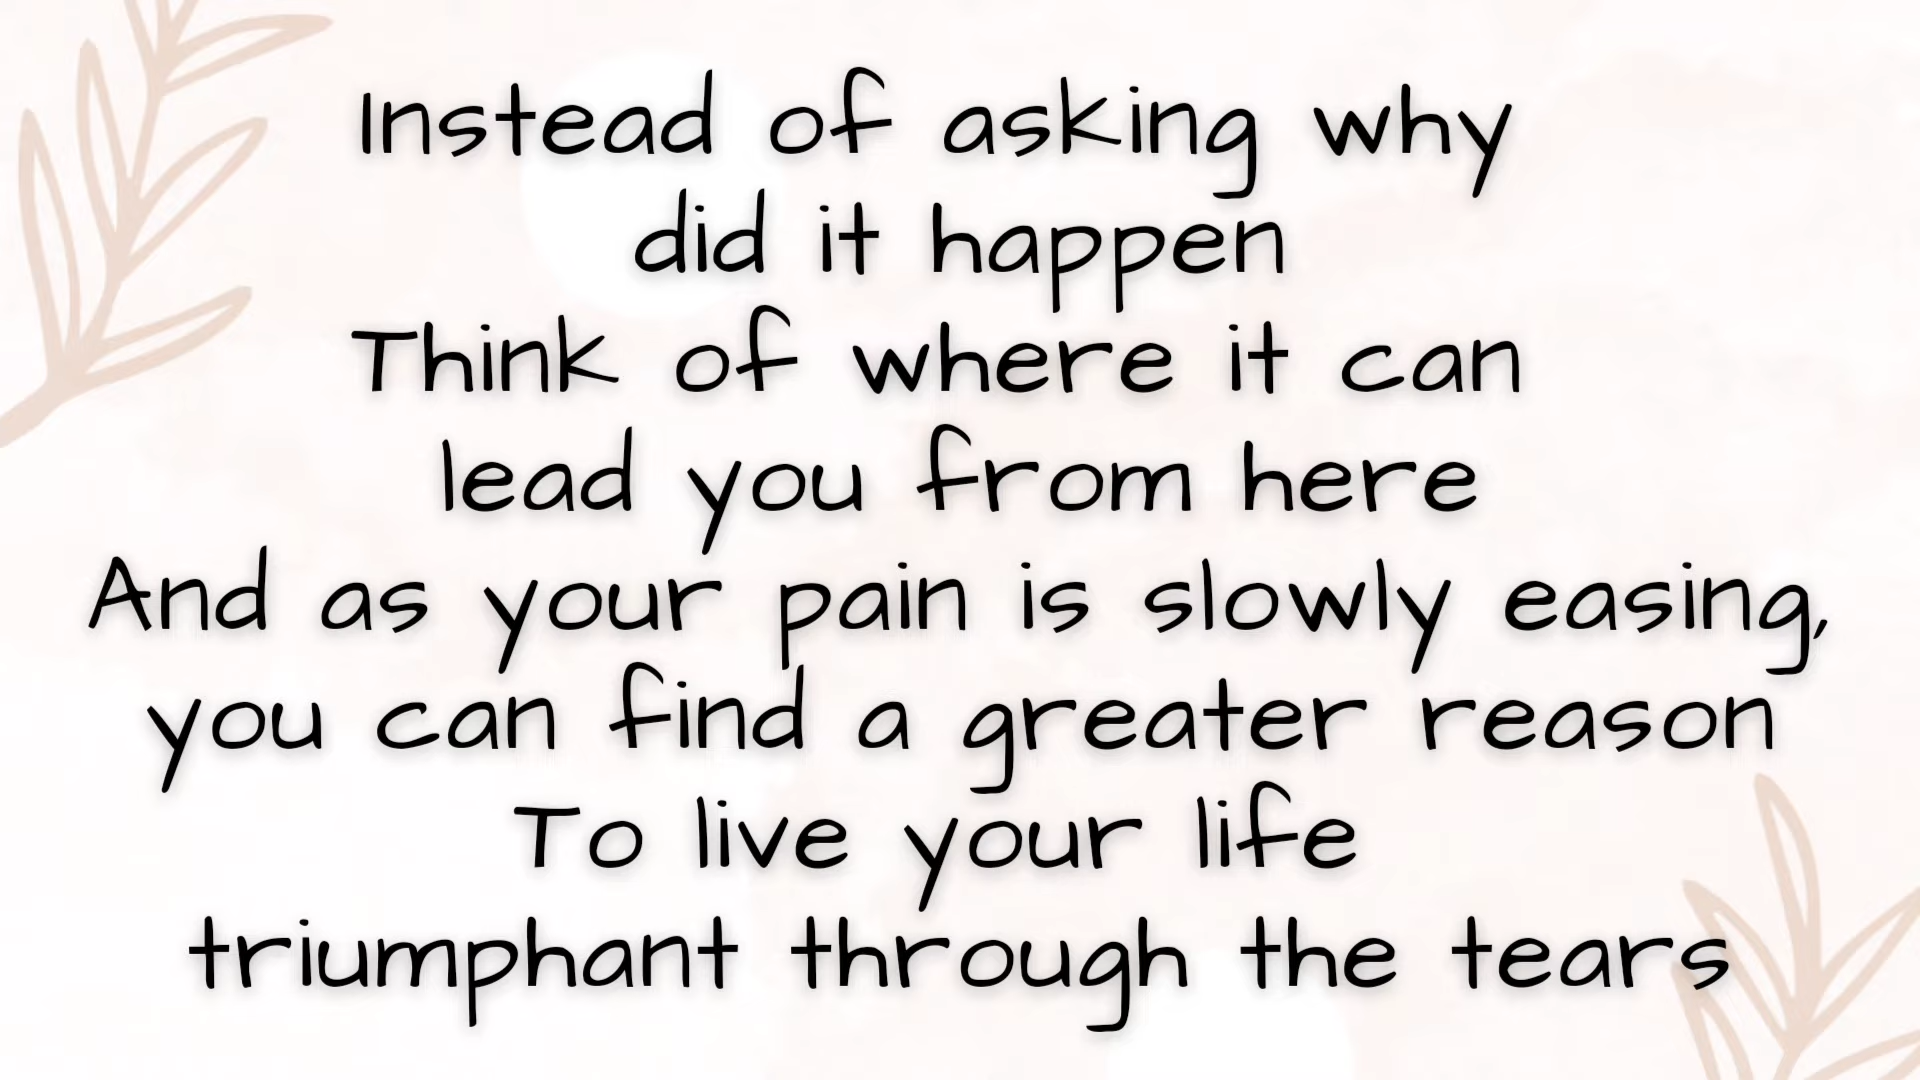 Instead of asking why
did it happen
Think of where it can
lead you from here
And as your pain is slowly easing,
you can find a greater reason
To live your life
triumphant through the tears